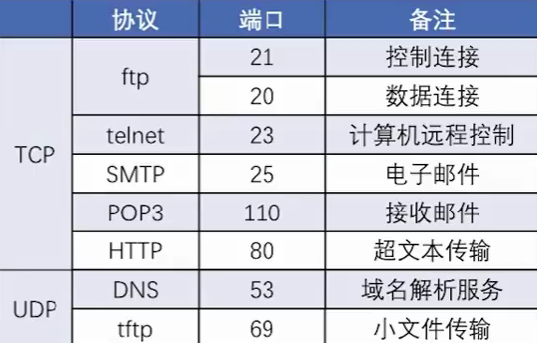 协议 端口 备注
TCP ftp 21 控制连接
20 数据连接
telnet 23 计算机远程控制
SMTP 25 电子邮件
POP3 110 接收邮件
HTTP 80 超文本传输
UDP DNS 53 域名解析服务
tftp 69 小文件传输